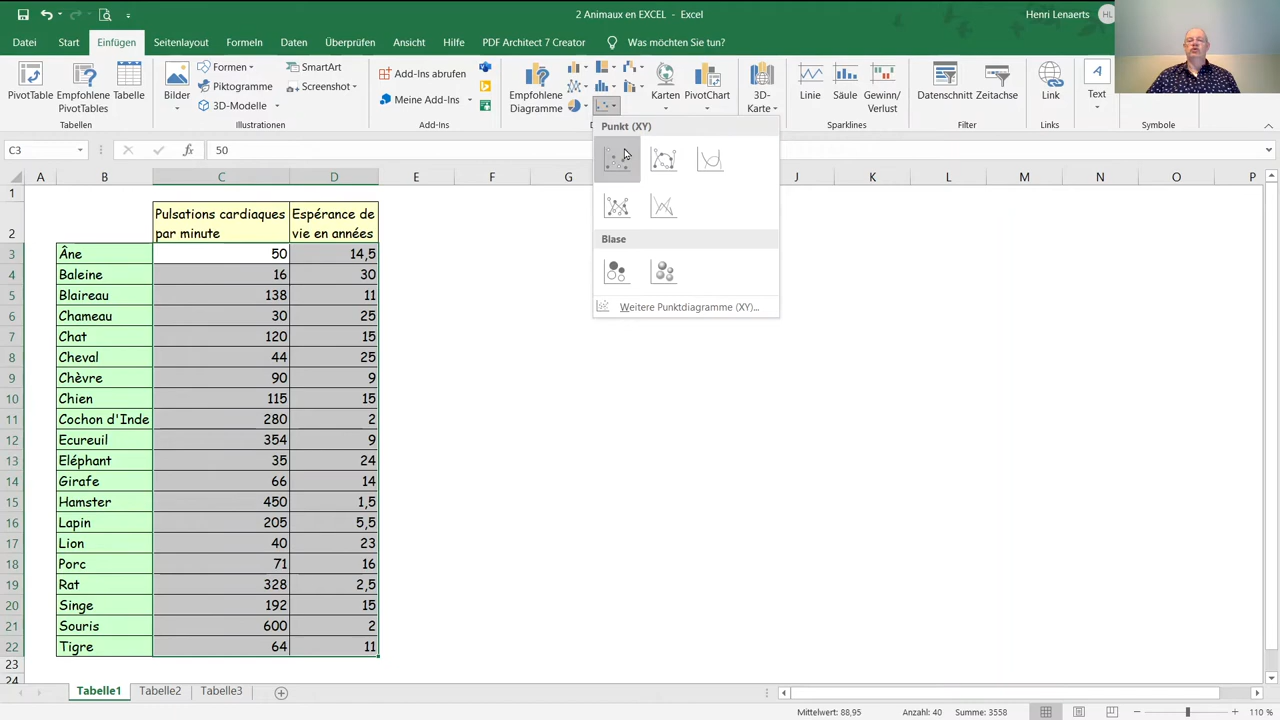 2 Animaux en EXCEL - Excel
Henri Lenaerts
HL
Datei Start Einfügen Seitenlayout Formeln Daten Überprüfen Ansicht Hilfe PDF Architect 7 Creator Was möchten Sie tun?
PivotTable
Empfohlene
PivotTables
Tabelle
Bilder
Formen
Piktogramme
3D-Modelle
SmartArt
Screenshot
Add-Ins abrufen
Meine Add-Ins
Empfohlene
Diagramme
Karten
PivotChart
3D-
Karte
Linie
Säule
Gewinn/
Verlust
Datenschnitt
Zeitachse
Link
Text
Tabellen Illustrationen Add-Ins D Sparklines Filter Links Symbole
Punkt (XY)
Blase
Weitere Punktdiagramme (XY)...
C3 fx 50
A B C D E F G J K L M N O P
1
2 Pulsations cardiaques par minute Espérance de vie en années
3 Âne 50 14,5
4 Baleine 16 30
5 Blaireau 138 11
6 Chameau 30 25
7 Chat 120 15
8 Cheval 44 25
9 Chèvre 90 9
10 Chien 115 15
11 Cochon d'Inde 280 2
12 Ecureuil 354 9
13 Eléphant 35 24
14 Girafe 66 14
15 Hamster 450 1,5
16 Lapin 205 5,5
17 Lion 40 23
18 Porc 71 16
19 Rat 328 2,5
20 Singe 192 15
21 Souris 600 2
22 Tigre 64 11
23
24
Tabelle1 Tabelle2 Tabelle3
Mittelwert: 88,95 Anzahl: 40 Summe: 3558 110 %